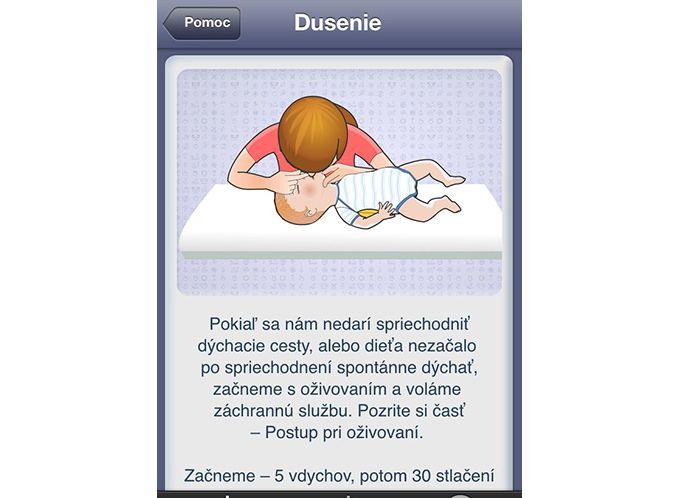 Pomoc
Dusenie
Pokiaľ sa nám nedarí spriechodniť
dýchacie cesty, alebo dieťa nezačalo
po spriechodnení spontánne dýchať,
začneme s oživovaním a voláme
záchrannú službu. Pozrite si časť
– Postup pri oživovaní.
Začneme – 5 vdychov, potom 30 stlačení